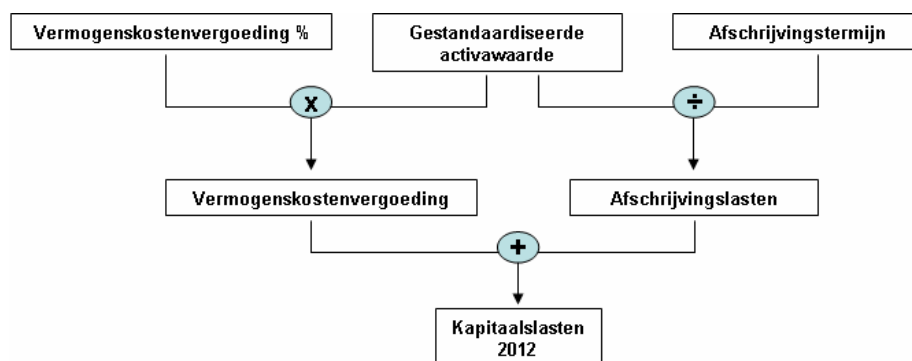 Vermogenskostenvergoeding %
Gestandaardiseerde
activawaarde
Afschrijvingstermijn
x
÷
Vermogenskostenvergoeding
Afschrijvingslasten
+
Kapitaalslasten
2012